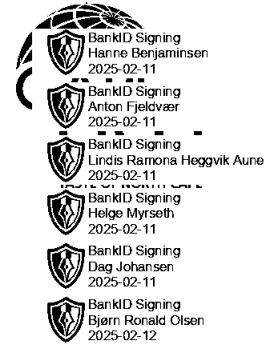 BankID Signing
Hanne Benjaminsen
2025-02-11
BankID Signing
Anton Fjeldvær
2025-02-11
BankID Signing
Lindis Ramona Heggvik Aune
2025-02-11
BankID Signing
Helge Myrseth
2025-02-11
BankID Signing
Dag Johansen
2025-02-11
BankID Signing
Bjørn Ronald Olsen
2025-02-12